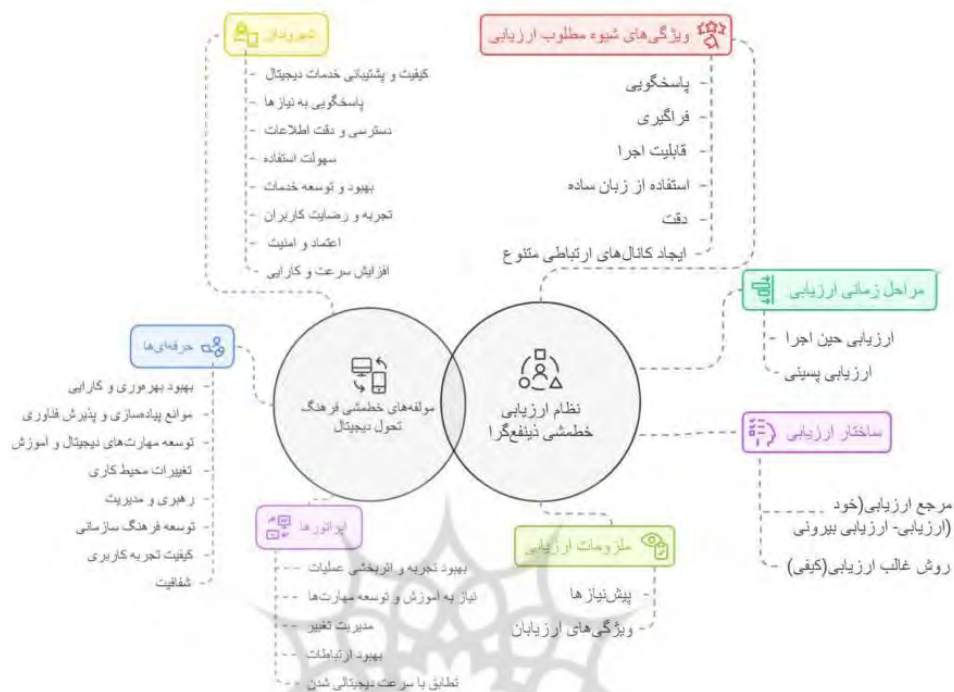 ویژگی‌های شیوه مطلوب ارزیابی
پاسخگویی
فراگیری
قابلیت اجرا
استفاده از زبان ساده
دقت
ایجاد کانال‌های ارتباطی متنوع
شهروندان
کیفیت و پشتیبانی خدمات دیجیتال
پاسخگویی به نیازها
دسترسی و دقت اطلاعات
سهولت استفاده
بهبود و توسعه خدمات
تجربه و رضایت کاربران
اعتماد و امنیت
افزایش سرعت و کارایی
مراحل زمانی ارزیابی
ارزیابی حین اجرا
ارزیابی پسینی
نظام ارزیابی
خطمشی ذینفع‌گرا
مولفه‌های خطمشی فرهنگ
تحول دیجیتال
حرفه‌ای‌ها
بهبود بهره‌وری و کارایی
موانع پیاده‌سازی و پذیرش فناوری
توسعه مهارت‌های دیجیتال و آموزش
تغییرات محیط کاری
رهبری و مدیریت
توسعه فرهنگ سازمانی
کیفیت تجربه کاربری
شفافیت
ساختار ارزیابی
مرجع ارزیابی(خود
(ارزیابی- ارزیابی بیرونی
روش غالب ارزیابی(کیفی)
ملزومات ارزیابی
پیش‌نیازها
ویژگی‌های ارزیابان
اپراتورها
بهبود تجربه و اثربخشی عملیات
نیاز به آموزش و توسعه مهارت‌ها
مدیریت تغییر
بهبود ارتباطات
تطابق با سرعت دیجیتالی شدن